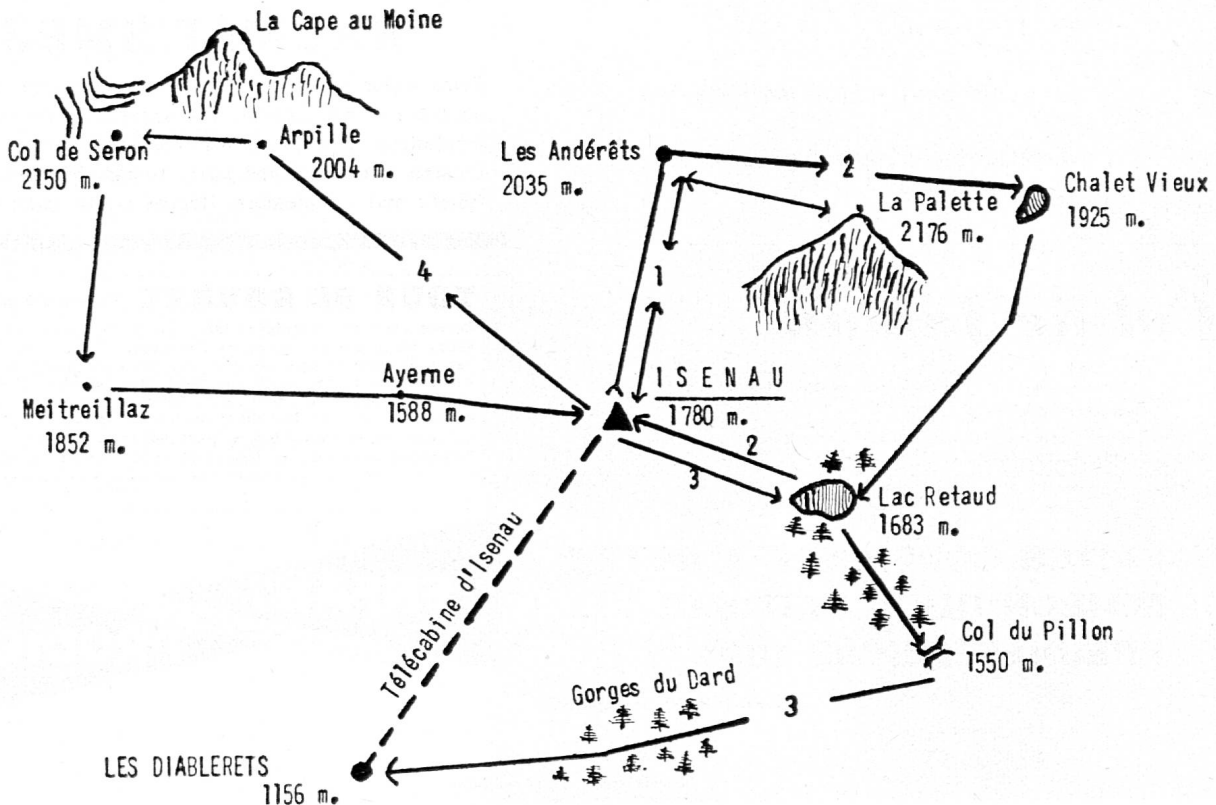 La Cape au Moine
Col de Seron
2150 m.
Arpille
2004 m.
Les Andérêts
2035 m.
2
La Palette
2176 m.
Chalet Vieux
1925 m.
4
1
Meitreillaz
1852 m.
Ayerne
1588 m.
ISENAU
1780 m.
2
3
Lac Retaud
1683 m.
Télécabine d'Isenau
Col du Pillon
1550 m.
Gorges du Dard
3
LES DIABLERETS
1156 m.